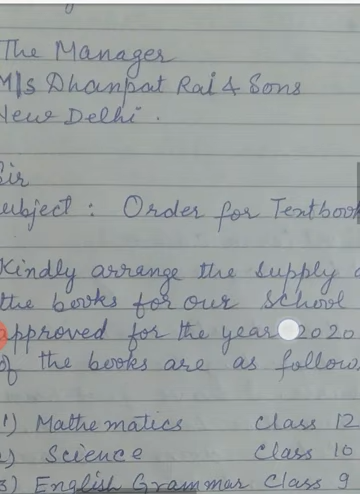 The Manager
M/s Dhanpat Rai & Sons
New Delhi.
Sir
Subject : Order for Textbook
Kindly arrange the supply
the books for our School
approved for the year 2020
of the books are as follow
1) Mathematics Class 12
2) Science Class 10
3) English Grammar Class 9